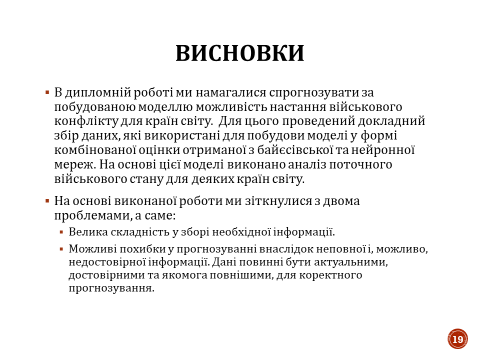 ВИСНОВКИ
▪ В дипломній роботі ми намагалися спрогнозувати за
побудованою моделлю можливість настання військового
конфлікту для країн світу. Для цього проведений докладний
збір даних, які використані для побудови моделі у формі
комбінованої оцінки отриманої з байєсівської та нейронної
мереж. На основі цієї моделі виконано аналіз поточного
військового стану для деяких країн світу.
▪ На основі виконаної роботи ми зіткнулися з двома
проблемами, а саме:
▪ Велика складність у зборі необхідної інформації.
▪ Можливі похибки у прогнозуванні внаслідок неповної і, можливо,
недостовірної інформації. Дані повинні бути актуальними,
достовірними та якомога повнішими, для коректного
прогнозування.
19